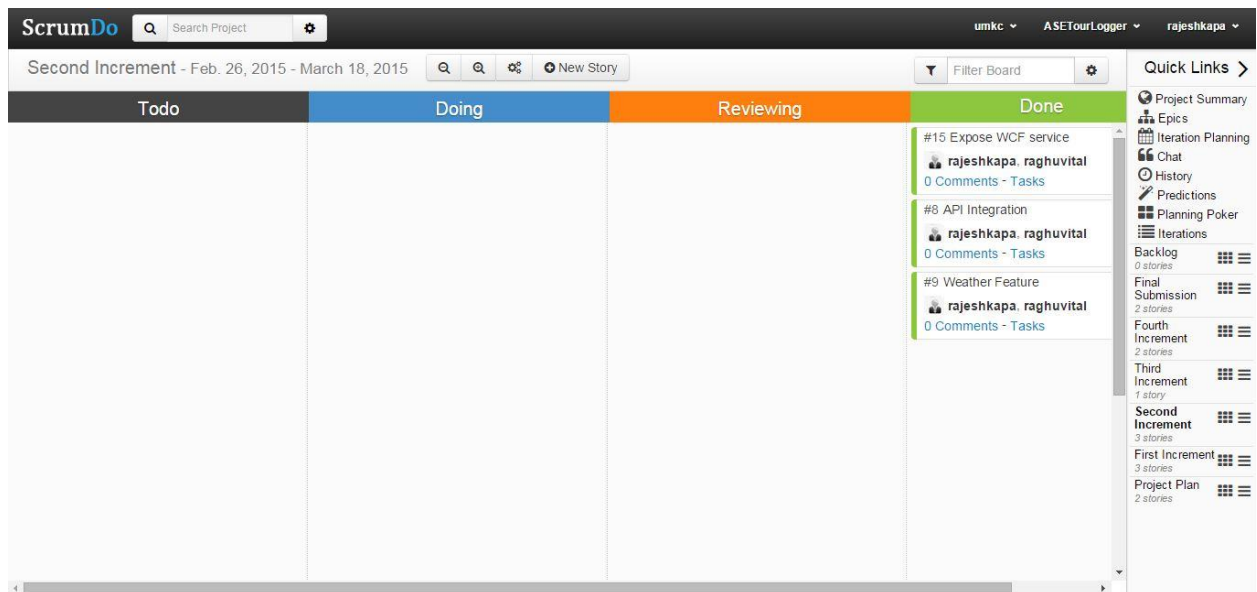 ScrumDo Search Project umkc ASETourLogger rajeshkapa
Second Increment - Feb. 26, 2015 - March 18, 2015 New Story Filter Board
Todo Doing Reviewing Done
#15 Expose WCF service
rajeshkapa, raghuvital
0 Comments - Tasks
#8 API Integration
rajeshkapa, raghuvital
0 Comments - Tasks
#9 Weather Feature
rajeshkapa, raghuvital
0 Comments - Tasks
Quick Links
Project Summary
Epics
Iteration Planning
Chat
History
Predictions
Planning Poker
Iterations
Backlog
0 stories
Final
Submission
2 stories
Fourth
Increment
2 stories
Third
Increment
1 story
Second
Increment
3 stories
First Increment
3 stories
Project Plan
2 stories